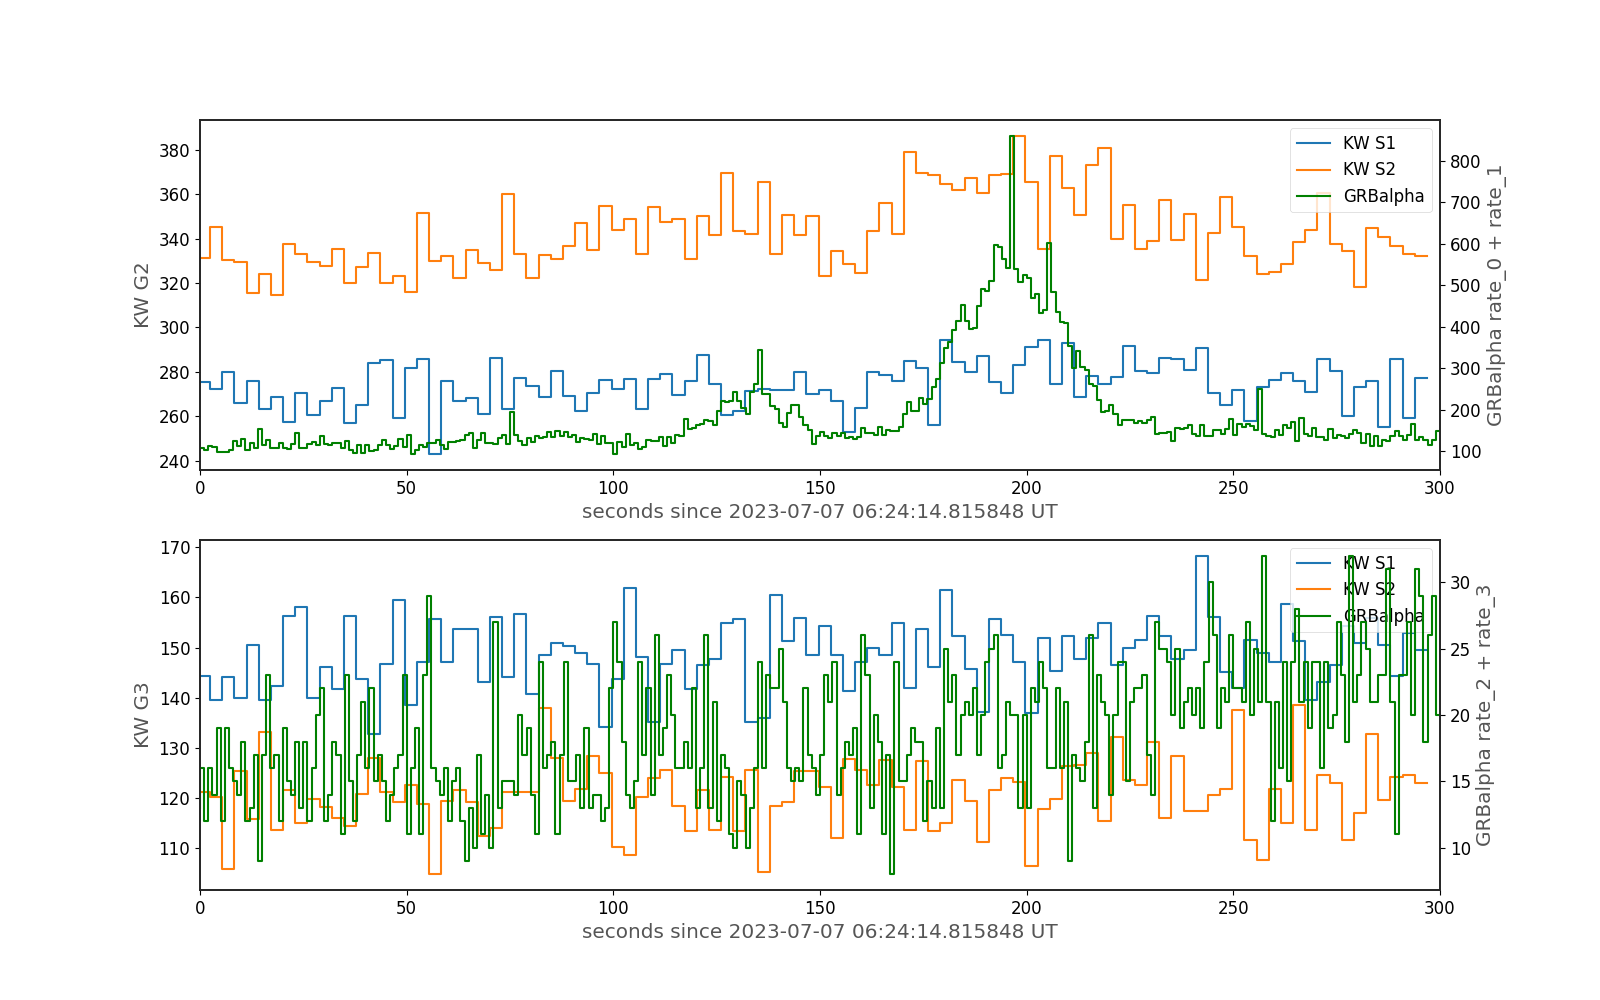 380
360
340
320
300
280
260
240
KW G2
KW S1
KW S2
GRBalpha
800
700
600
500
400
300
200
100
GRBalpha rate_0 + rate_1
0 50 100 150 200 250 300
seconds since 2023-07-07 06:24:14.815848 UT
170
160
150
140
130
120
110
KW G3
KW S1
KW S2
GRBalpha
30
25
20
15
10
GRBalpha rate_2 + rate_3
0 50 100 150 200 250 300
seconds since 2023-07-07 06:24:14.815848 UT